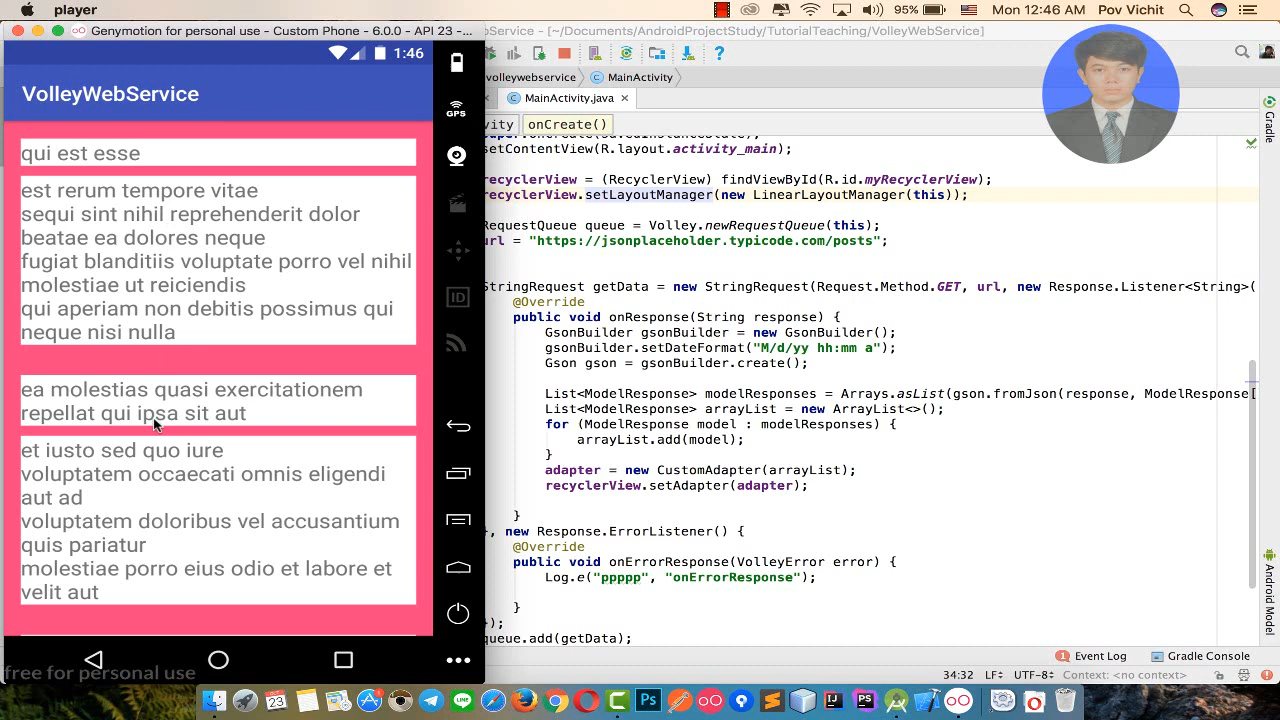 player
95%
Mon 12:46 AM
Pov Vichit
Genymotion for personal use - Custom Phone - 6.0.0 - API 23 -...
Service - [~/Documents/AndroidProjectStudy/TutorialTeaching/VolleyWebService]
1:46
GPS
ID
VolleyWebService
qui est esse
est rerum tempore vitae
sequi sint nihil reprehenderit dolor
beatae ea dolores neque
fugiat blanditiis voluptate porro vel nihil
molestiae ut reiciendis
qui aperiam non debitis possimus qui
neque nisi nulla
ea molestias quasi exercitationem
repellat qui ipsa sit aut
et iusto sed quo iure
voluptatem occaecati omnis eligendi
aut ad
voluptatem doloribus vel accusantium
quis pariatur
molestiae porro eius odio et labore et
velit aut
free for personal use
volleywebservice
MainActivity
MainActivity.java
vity
onCreate()
setContentView(R.layout.activity_main);
recyclerView = (RecyclerView) findViewById(R.id.myRecyclerView);
recyclerView.setLayoutManager(new LinearLayoutManager(this));
RequestQueue queue = Volley.newRequestQueue(this);
url = "https://jsonplaceholder.typicode.com/posts";
StringRequest getData = new StringRequest(Request.Method.GET, url, new Response.Listener<String>(
@Override
public void onResponse(String response) {
GsonBuilder gsonBuilder = new GsonBuilder();
gsonBuilder.setDateFormat("M/d/yy hh:mm a");
Gson gson = gsonBuilder.create();
List<ModelResponse> modelResponses = Arrays.asList(gson.fromJson(response, ModelResponse[
List<ModelResponse> arrayList = new ArrayList<>();
for (ModelResponse model : modelResponses) {
arrayList.add(model);
}
adapter = new CustomAdapter(arrayList);
recyclerView.setAdapter(adapter);
}
}, new Response.ErrorListener() {
@Override
public void onErrorResponse(VolleyError error) {
Log.e("ppppp", "onErrorResponse");
}
});
queue.add(getData);
Gradle
Android Model
1 Event Log
Gradle Console
34:32
LF
UTF-8
Context: <no context>